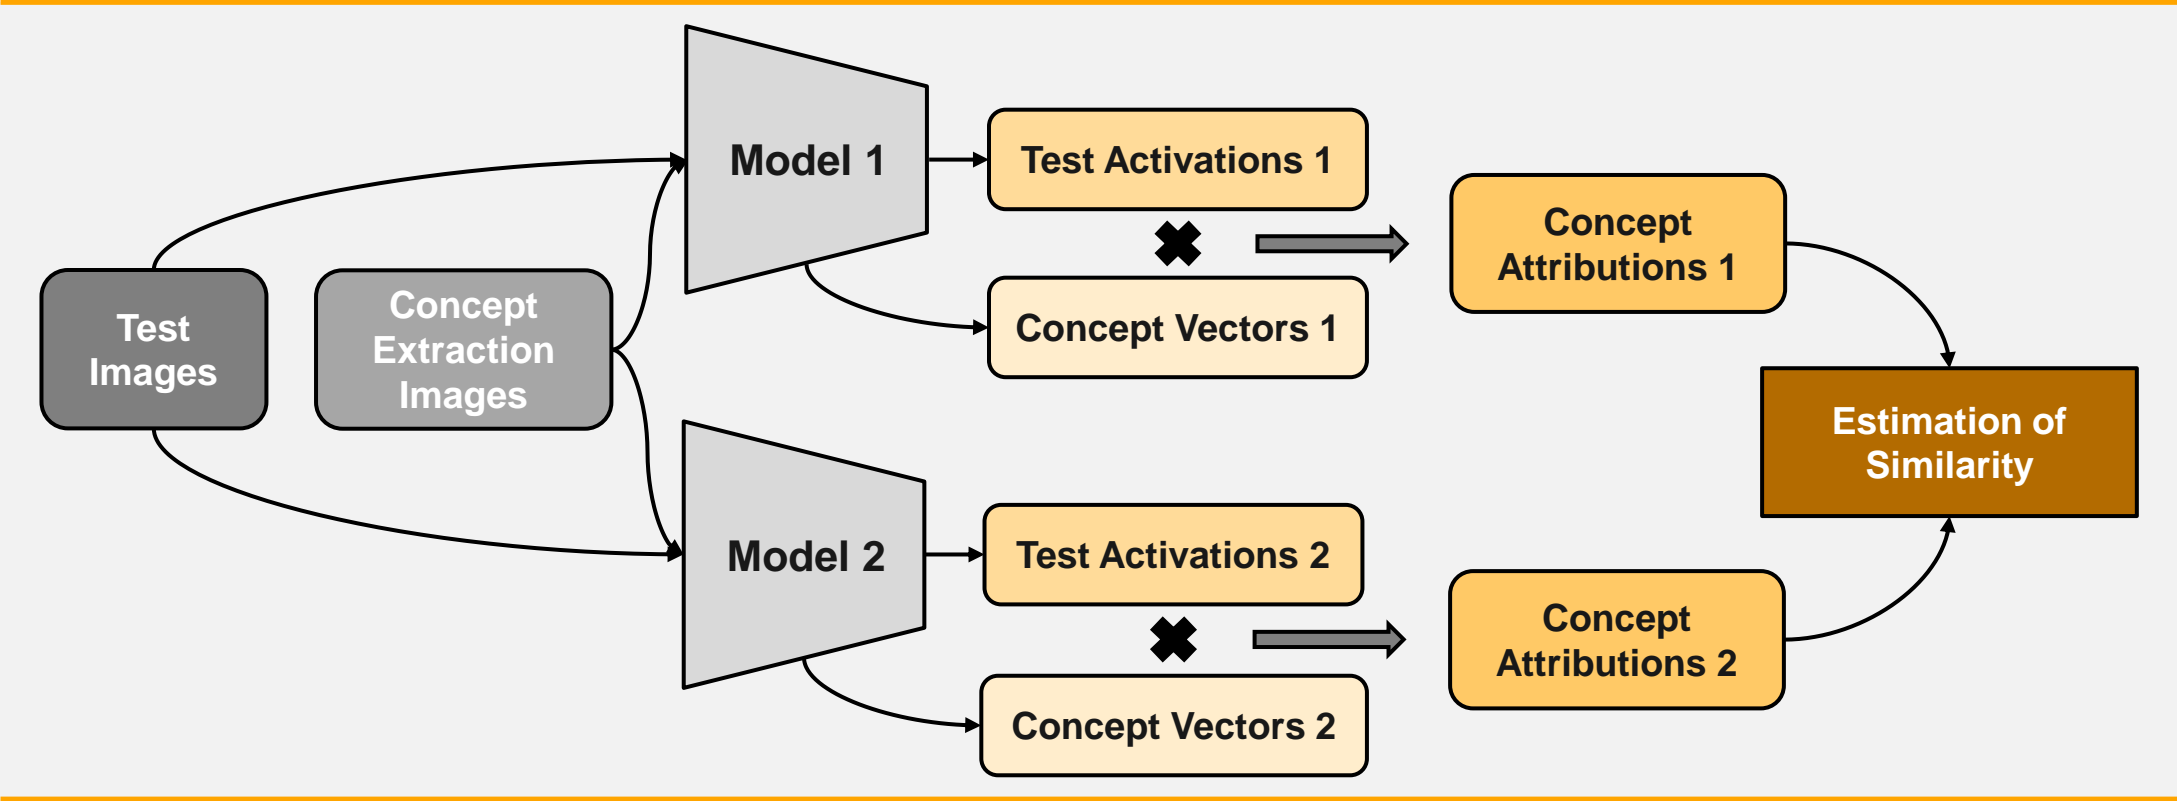 Test
Images
Concept
Extraction
Images
Model 1
Test Activations 1
Concept Vectors 1
Concept
Attributions 1
Model 2
Test Activations 2
Concept Vectors 2
Concept
Attributions 2
Estimation of
Similarity